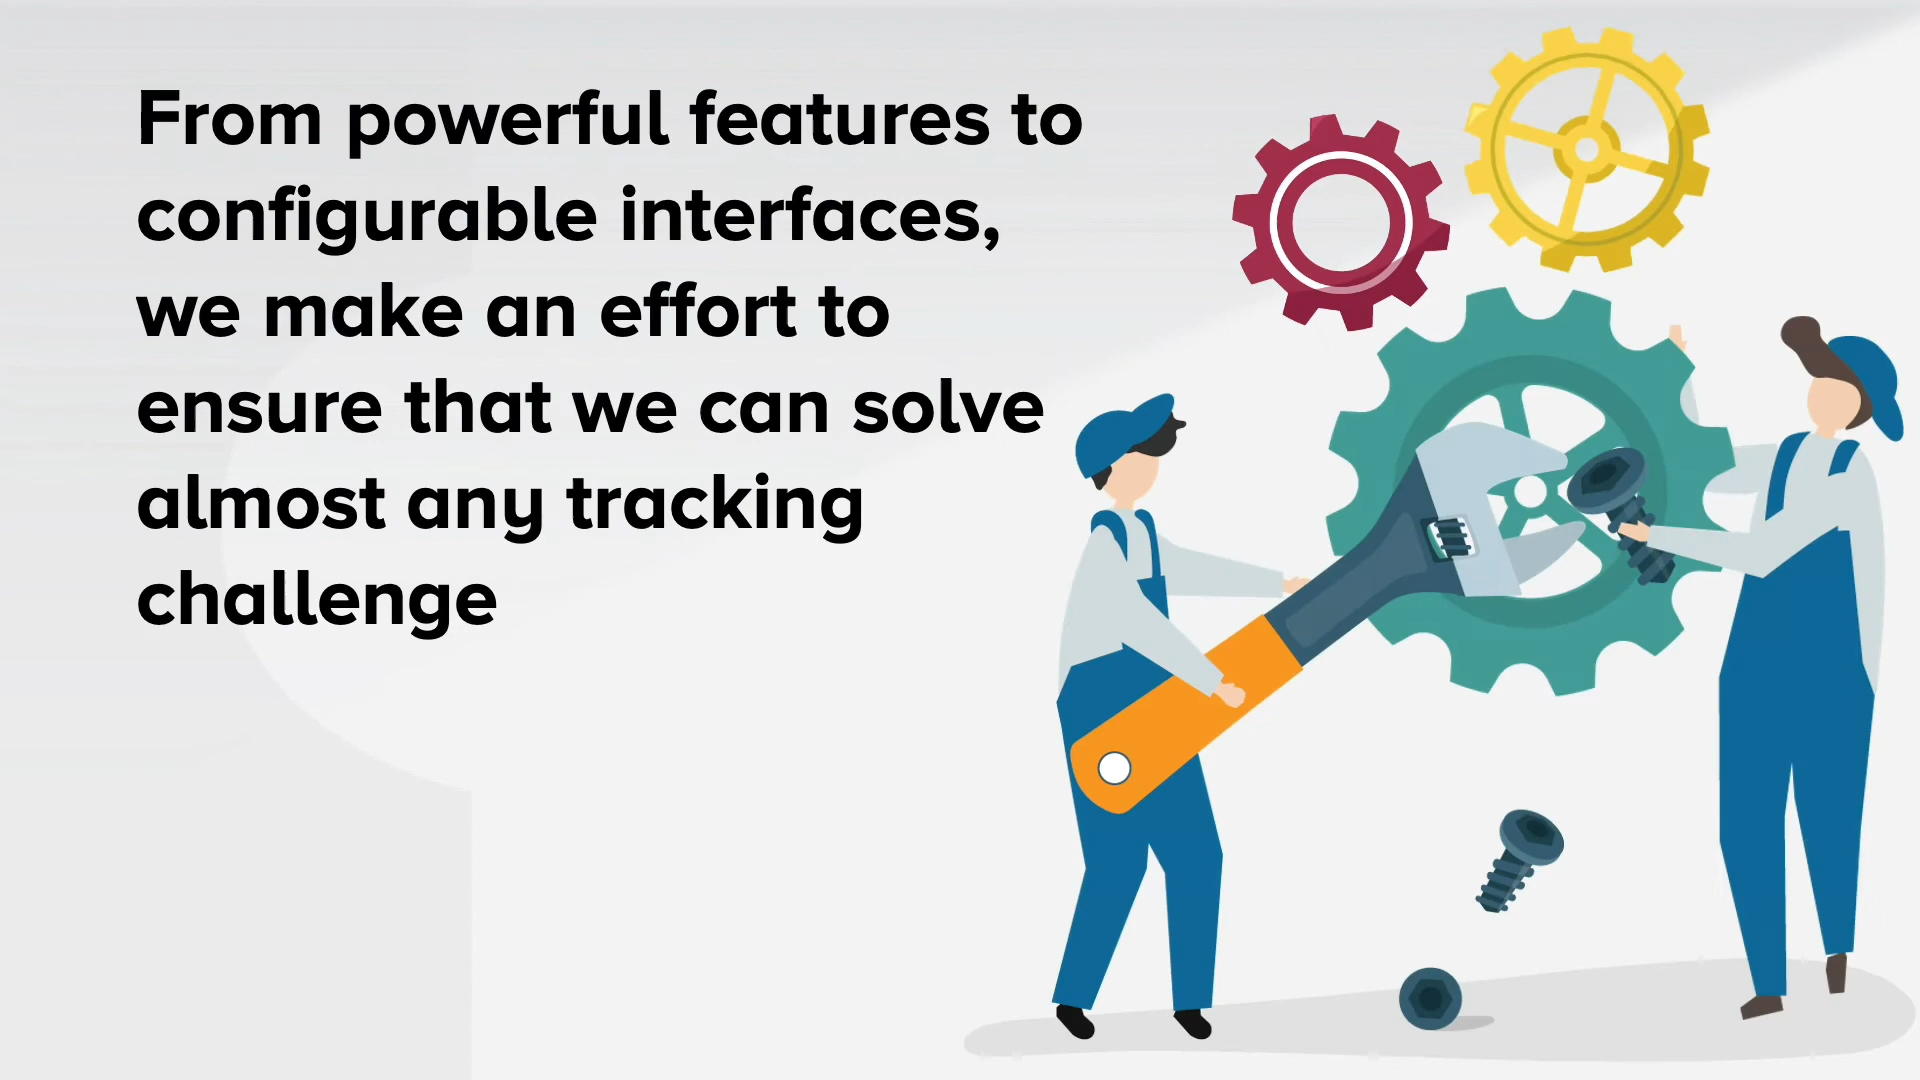 From powerful features to
configurable interfaces,
we make an effort to
ensure that we can solve
almost any tracking
challenge